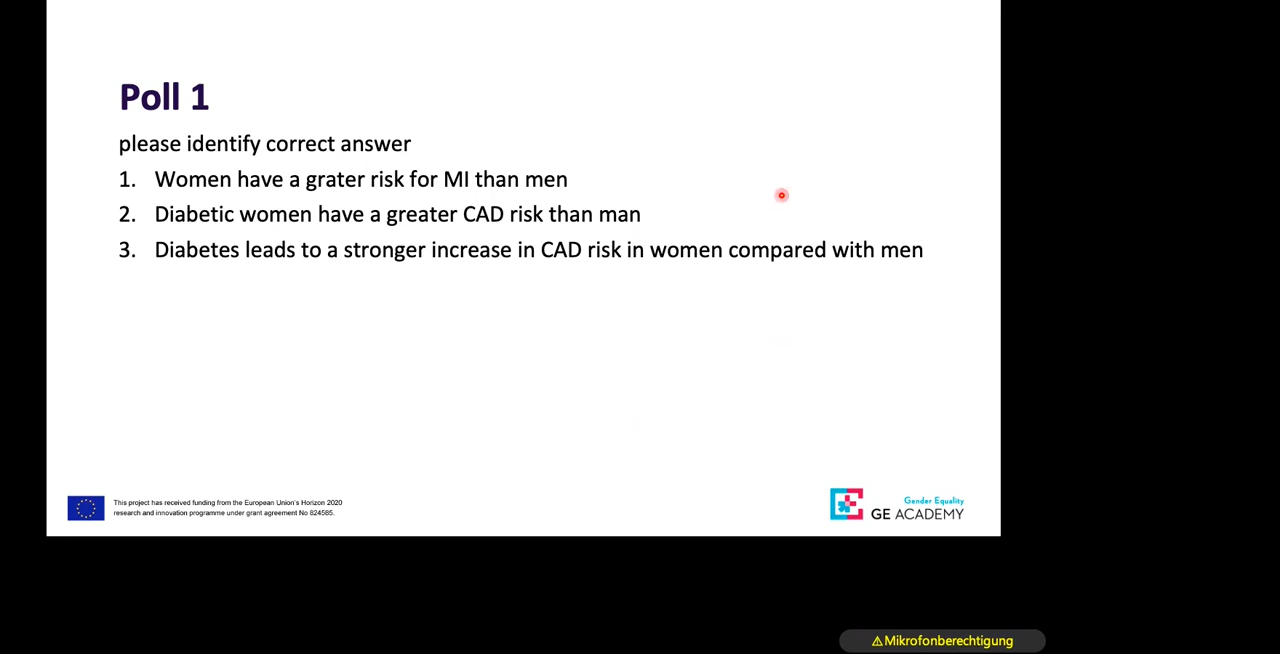 Poll 1
please identify correct answer
1. Women have a grater risk for MI than men
2. Diabetic women have a greater CAD risk than man
3. Diabetes leads to a stronger increase in CAD risk in women compared with men
This project has received funding from the European Union's Horizon 2020
research and innovation programme under grant agreement No 824585.
Gender Equality
GE ACADEMY
⚠Mikrofonberechtigung